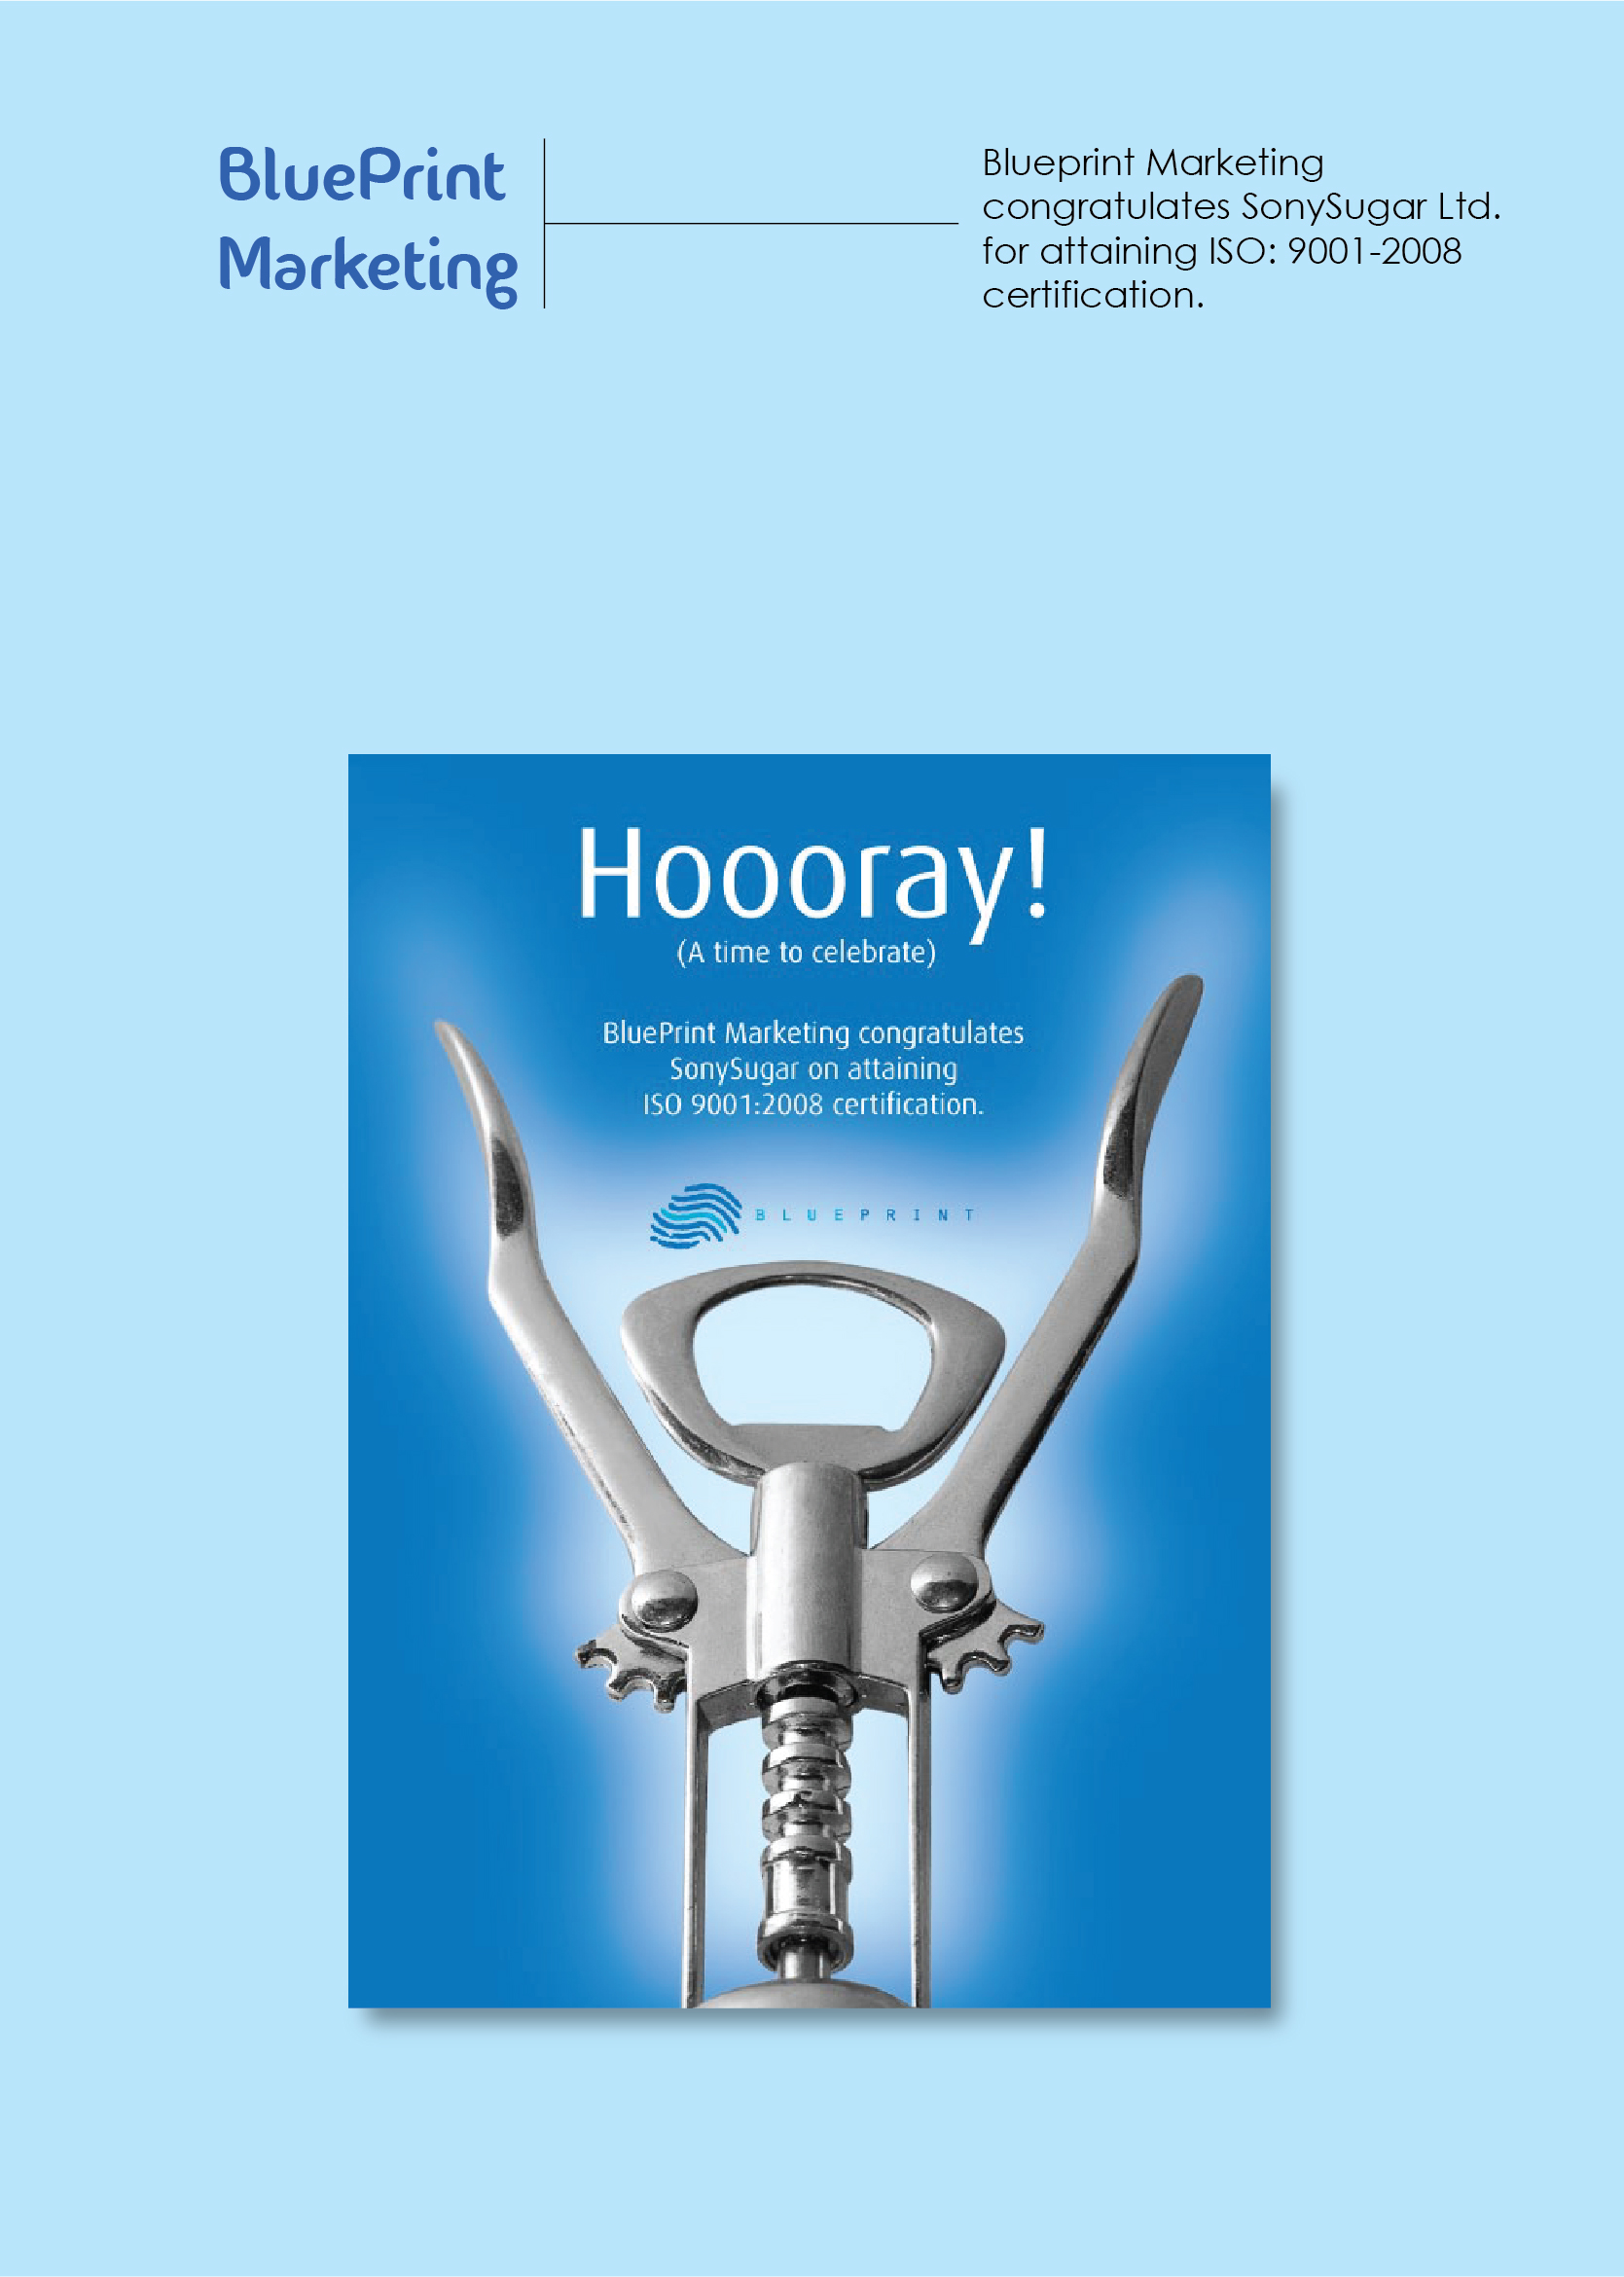 BluePrint
Marketing
Blueprint Marketing
congratulates SonySugar Ltd.
for attaining ISO: 9001-2008
certification.
Hoooray!
(A time to celebrate)
BluePrint Marketing congratulates
SonySugar on attaining
ISO 9001:2008 certification.
BLUEPRINT